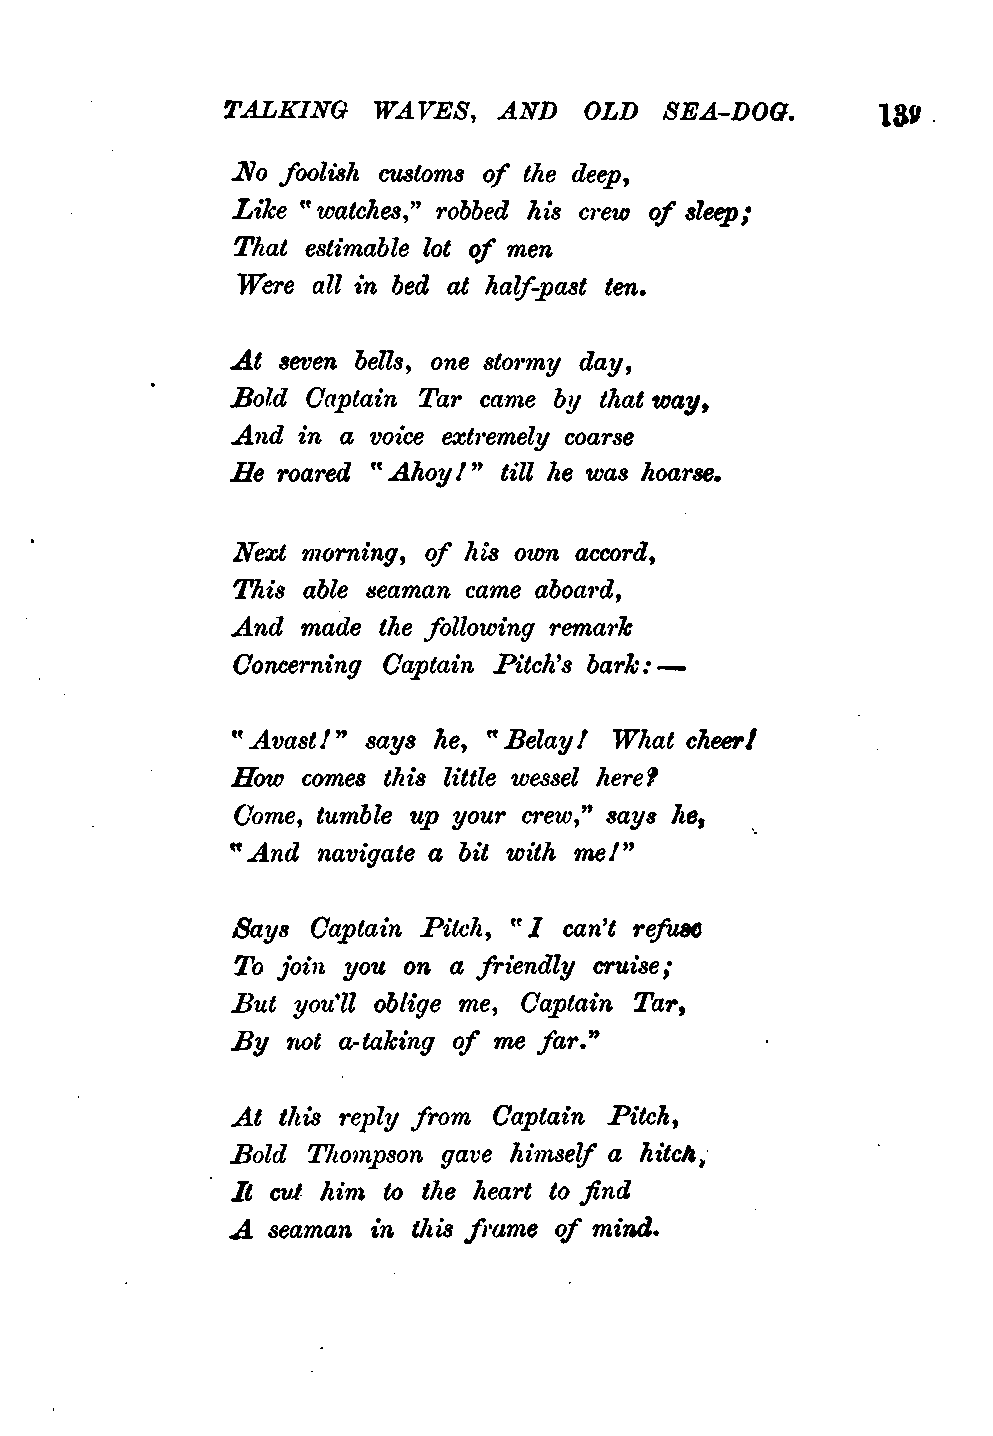 TALKING WAVES, AND OLD SEA-DOG. 139
No foolish customs of the deep,
Like "watches," robbed his crew of sleep;
That estimable lot of men
Were all in bed at half-past ten.
At seven bells, one stormy day,
Bold Captain Tar came by that way,
And in a voice extremely coarse
He roared "Ahoy!" till he was hoarse.
Next morning, of his own accord,
This able seaman came aboard,
And made the following remark
Concerning Captain Pitch's bark:—
"Avast!" says he, "Belay! What cheer!
How comes this little wessel here?
Come, tumble up your crew," says he,
"And navigate a bit with me!"
Says Captain Pitch, "I can't refuse
To join you on a friendly cruise;
But you'll oblige me, Captain Tar,
By not a-taking of me far."
At this reply from Captain Pitch,
Bold Thompson gave himself a hitch,
It cut him to the heart to find
A seaman in this frame of mind.